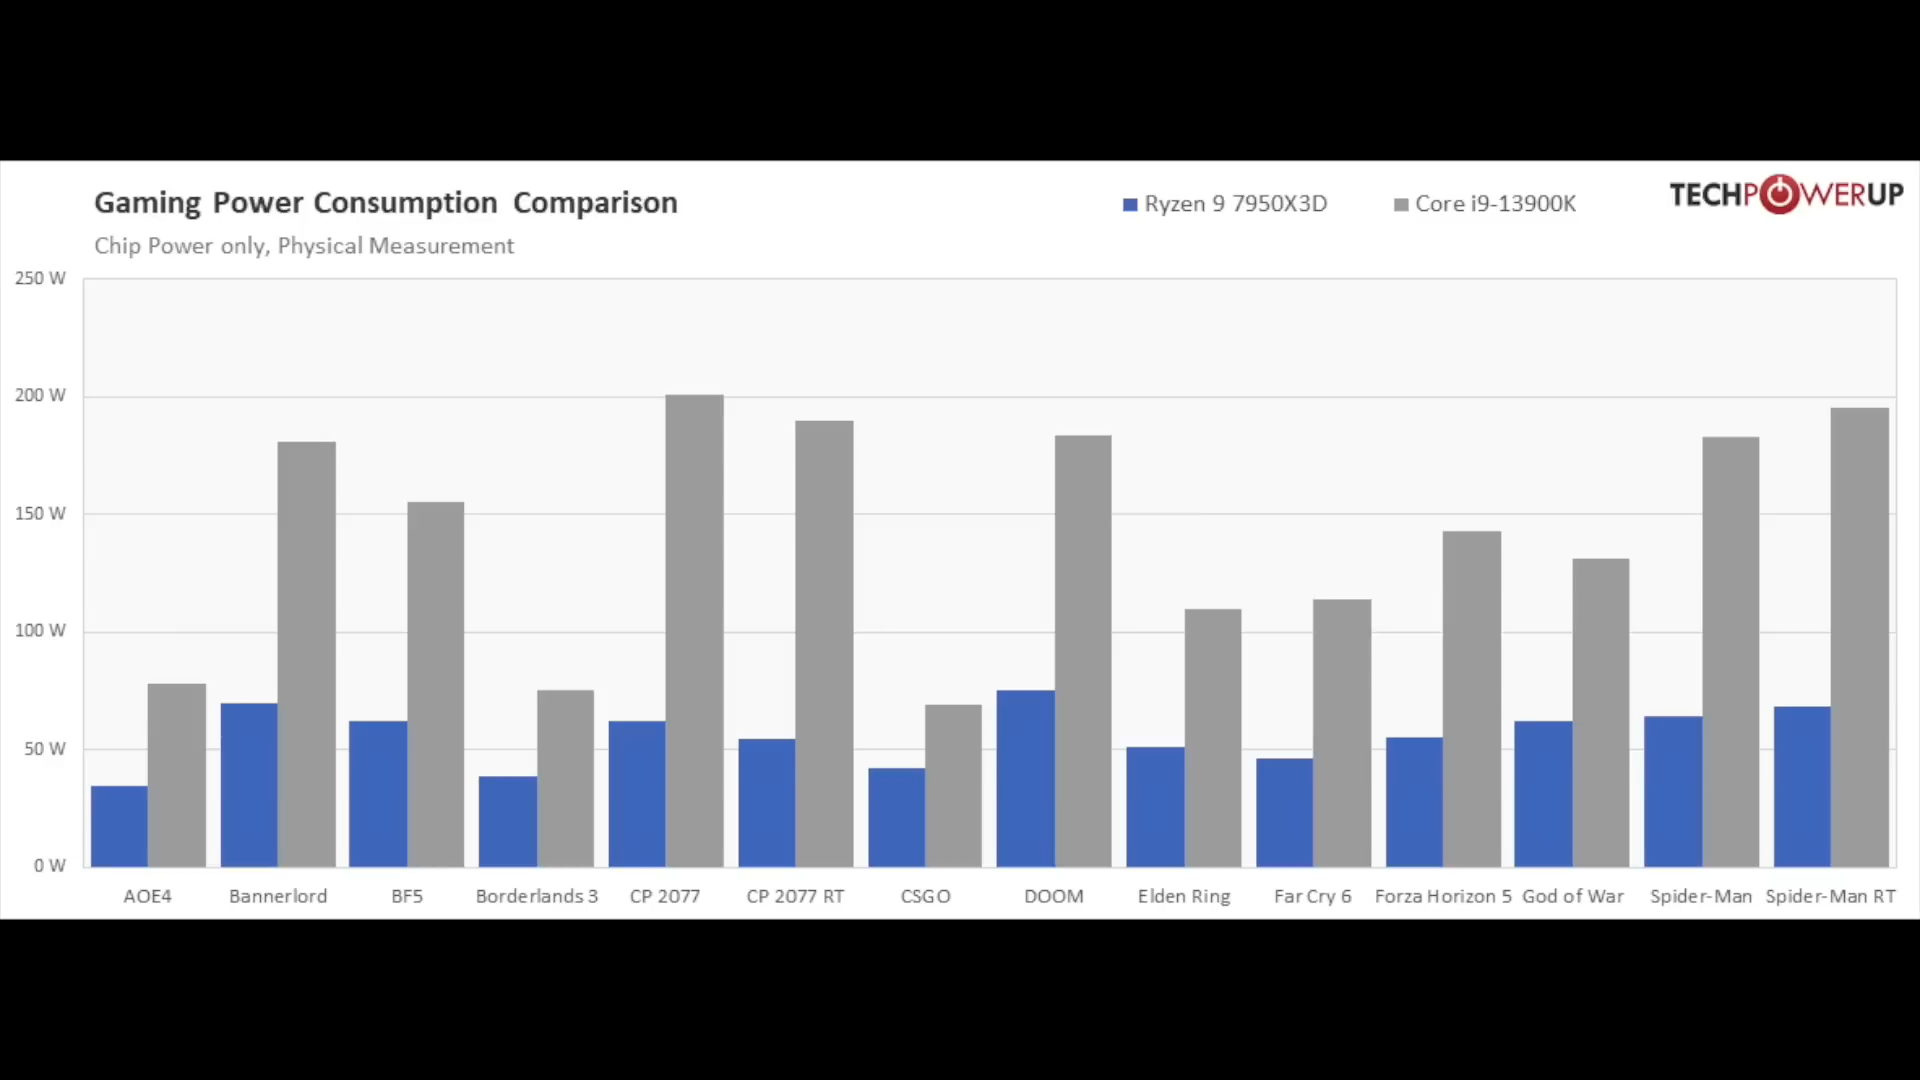 Gaming Power Consumption Comparison
Chip Power only, Physical Measurement
Ryzen 9 7950X3D
Core i9-13900K
TECHPOWERUP
250 W
200 W
150 W
100 W
50 W
0 W
AOE4
Bannerlord
BF5
Borderlands 3
CP 2077
CP 2077 RT
CSGO
DOOM
Elden Ring
Far Cry 6
Forza Horizon 5
God of War
Spider-Man
Spider-Man RT